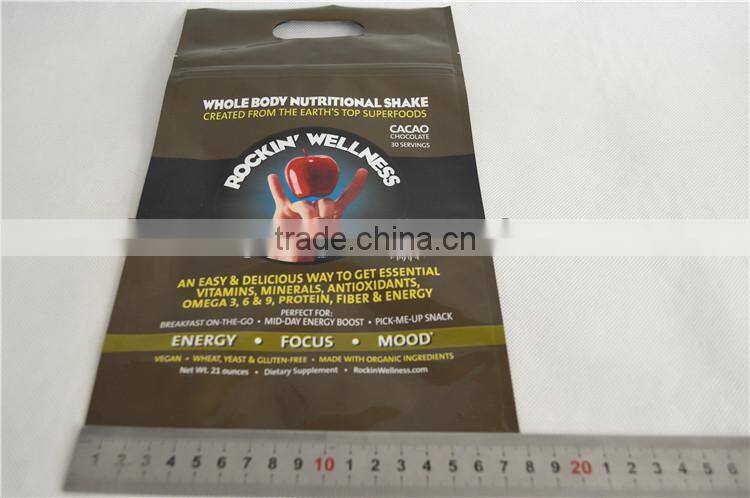 WHOLE BODY NUTRITIONAL SHAKE
CREATED FROM THE EARTH'S TOP SUPERFOODS
CACAO
CHOCOLATE
30 SERVINGS
ROCKIN' WELLNESS
trade.china.cn
AN EASY & DELICIOUS WAY TO GET ESSENTIAL
VITAMINS, MINERALS, ANTIOXIDANTS,
OMEGA 3, 6 & 9, PROTEIN, FIBER & ENERGY
PERFECT FOR:
BREAKFAST ON-THE-GO • MID-DAY ENERGY BOOST • PICK-ME-UP SNACK
ENERGY • FOCUS • MOOD*
VEGAN • WHEAT, YEAST & GLUTEN-FREE • MADE WITH ORGANIC INGREDIENTS
Net Wt. 21 ounces • Dietary Supplement • RockinWellness.com
1 2 3 4 5 6 7 8 9 10 1 2 3 4 5 6 7 8 9 20 1 2 3 4 5 6